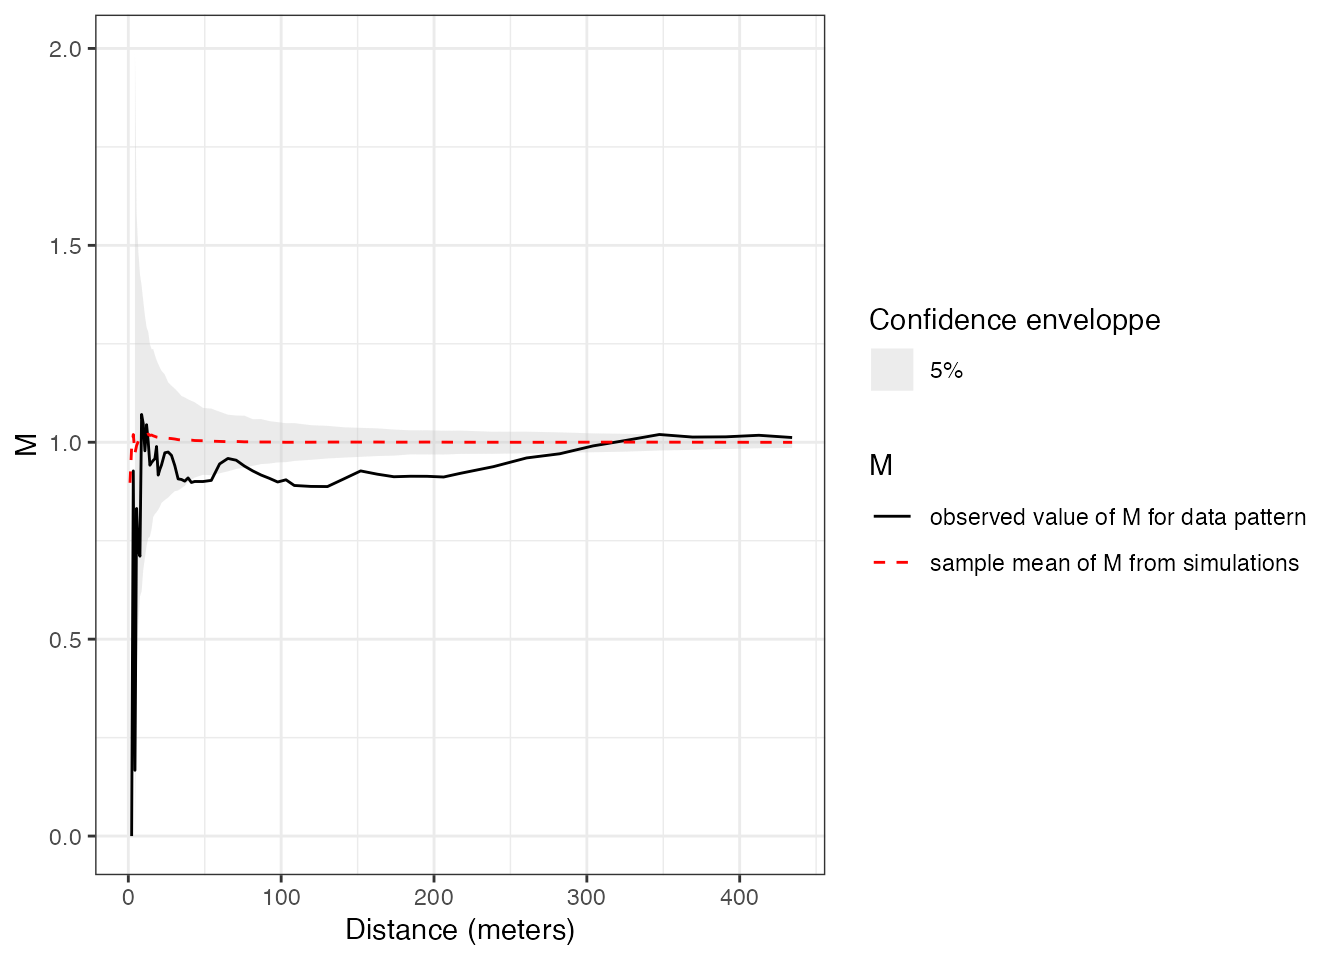 2.0
1.5
1.0
0.5
0.0
M
0
100
200
300
400
Distance (meters)
Confidence enveloppe
5%
M
observed value of M for data pattern
sample mean of M from simulations